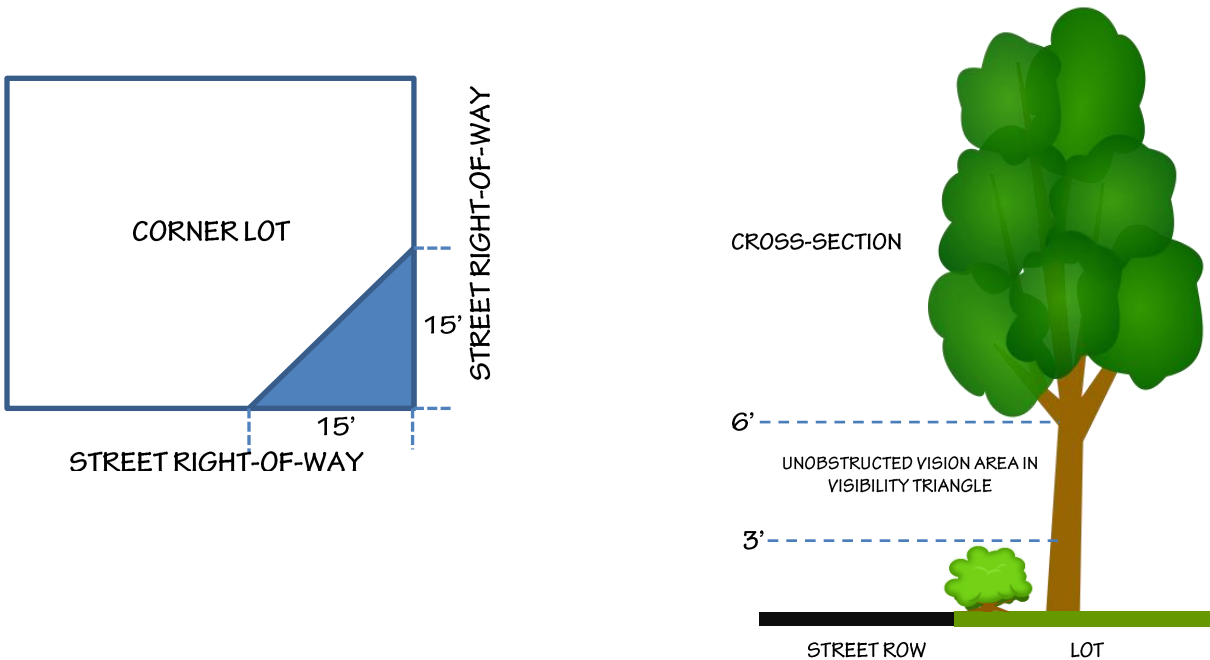 CORNER LOT
STREET RIGHT-OF-WAY
15'
15'
STREET RIGHT-OF-WAY
CROSS-SECTION
6'
UNOBSTRUCTED VISION AREA IN
VISIBILITY TRIANGLE
3'
STREET ROW
LOT